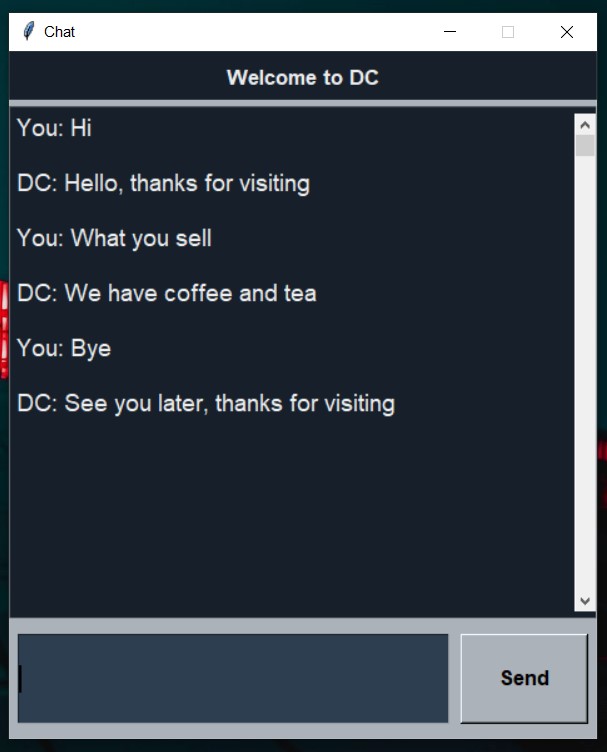 Chat
Welcome to DC
You: Hi
DC: Hello, thanks for visiting
You: What you sell
DC: We have coffee and tea
You: Bye
DC: See you later, thanks for visiting
Send